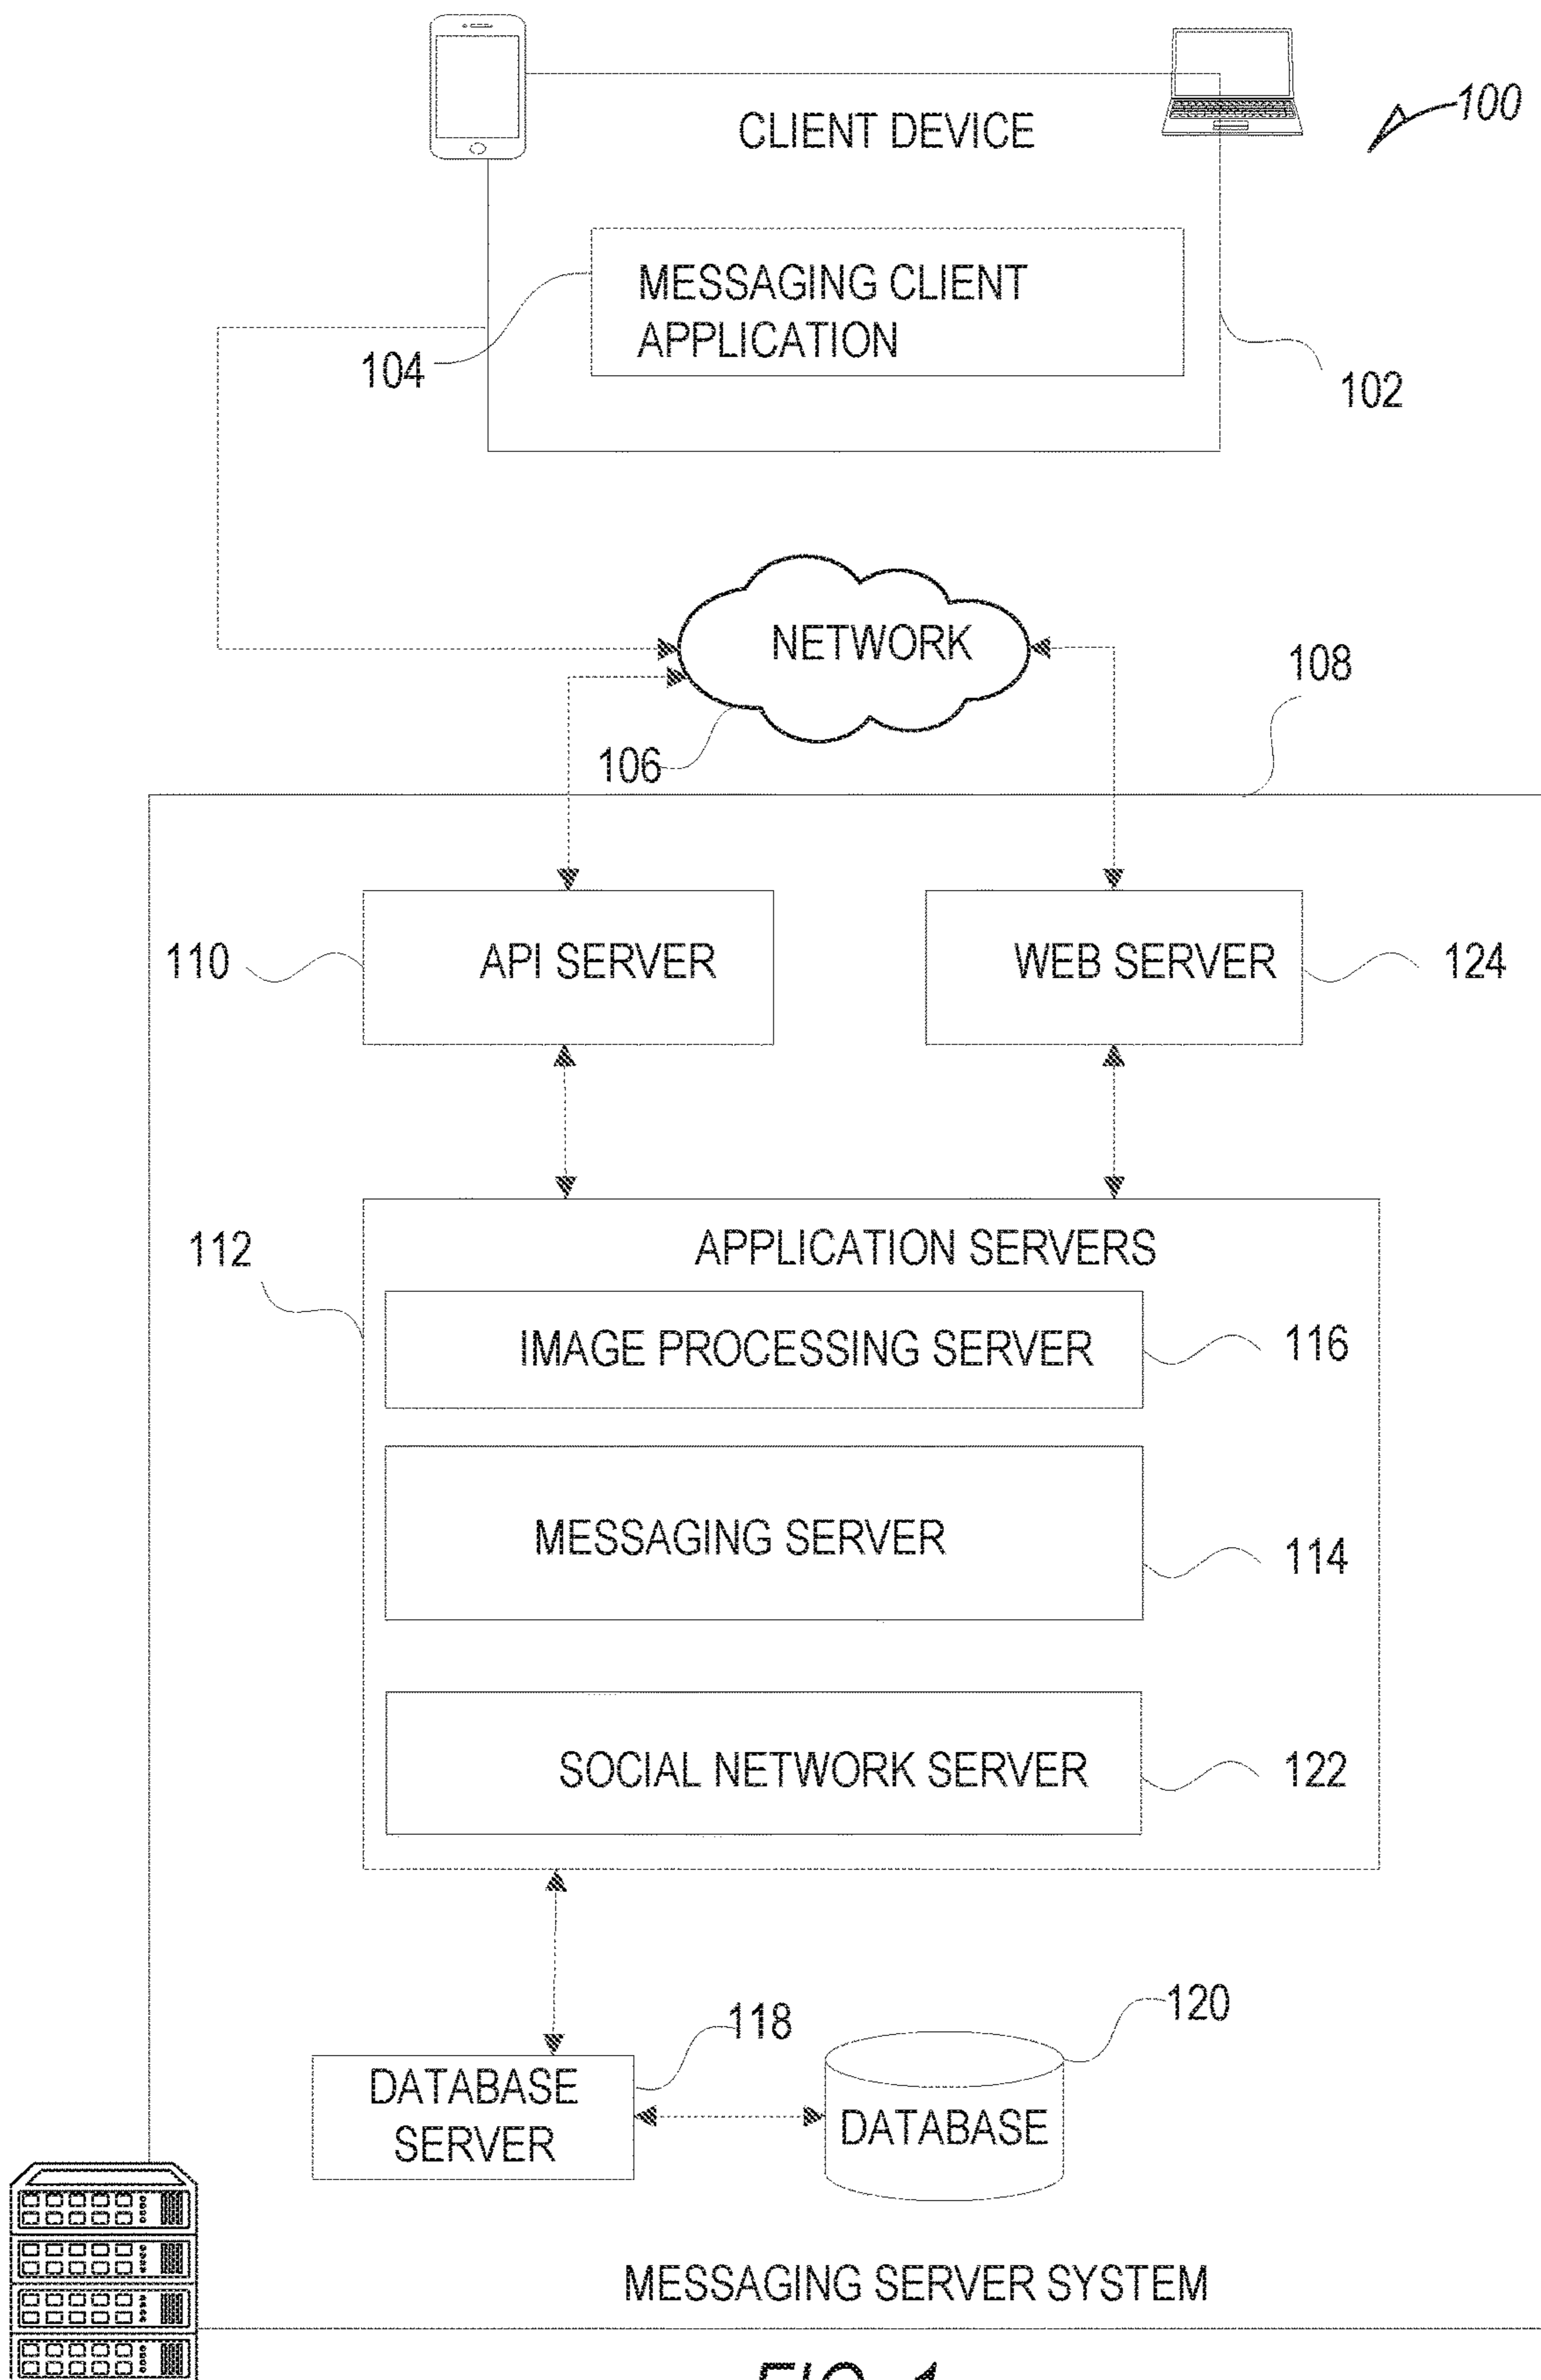 CLIENT DEVICE
100
MESSAGING CLIENT
APPLICATION
104
102
NETWORK
106
108
API SERVER
110
WEB SERVER
124
APPLICATION SERVERS
112
IMAGE PROCESSING SERVER
116
MESSAGING SERVER
114
SOCIAL NETWORK SERVER
122
118
120
DATABASE
SERVER
DATABASE
MESSAGING SERVER SYSTEM
FIG. 1